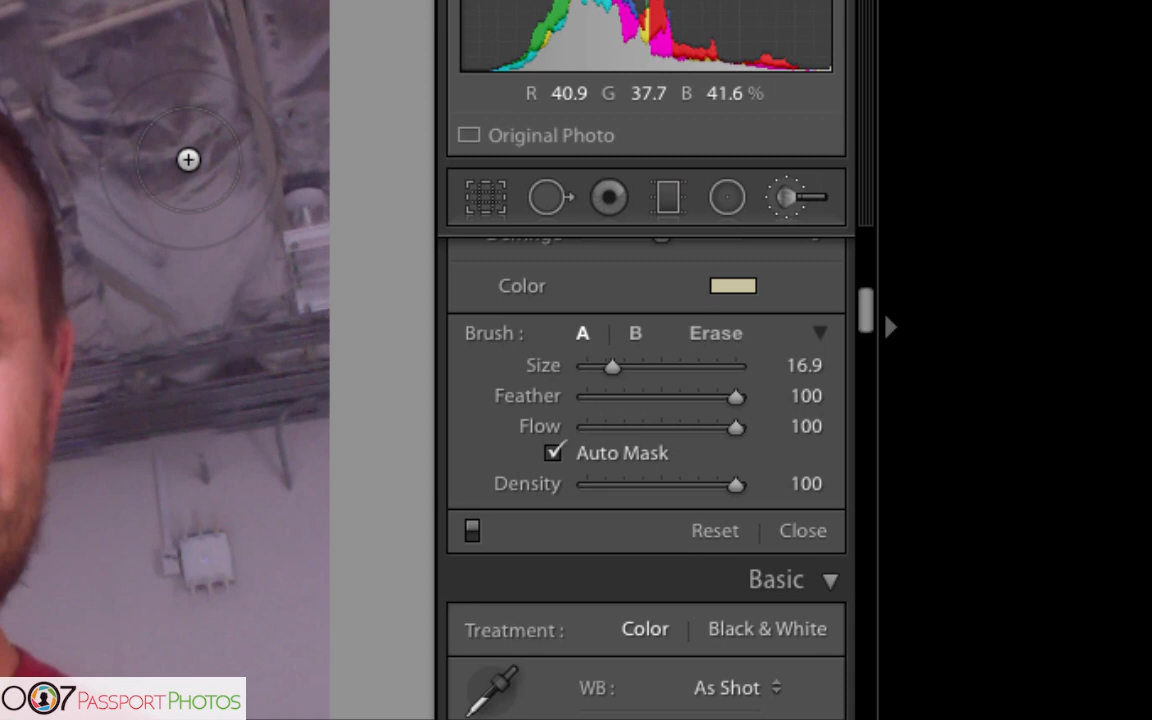 R 40.9 G 37.7 B 41.6 %
Original Photo
Color
Brush : A B Erase
Size 16.9
Feather 100
Flow 100
Auto Mask
Density 100
Reset Close
Basic
Treatment : Color Black & White
WB : As Shot
007 PASSPORT PHOTOS